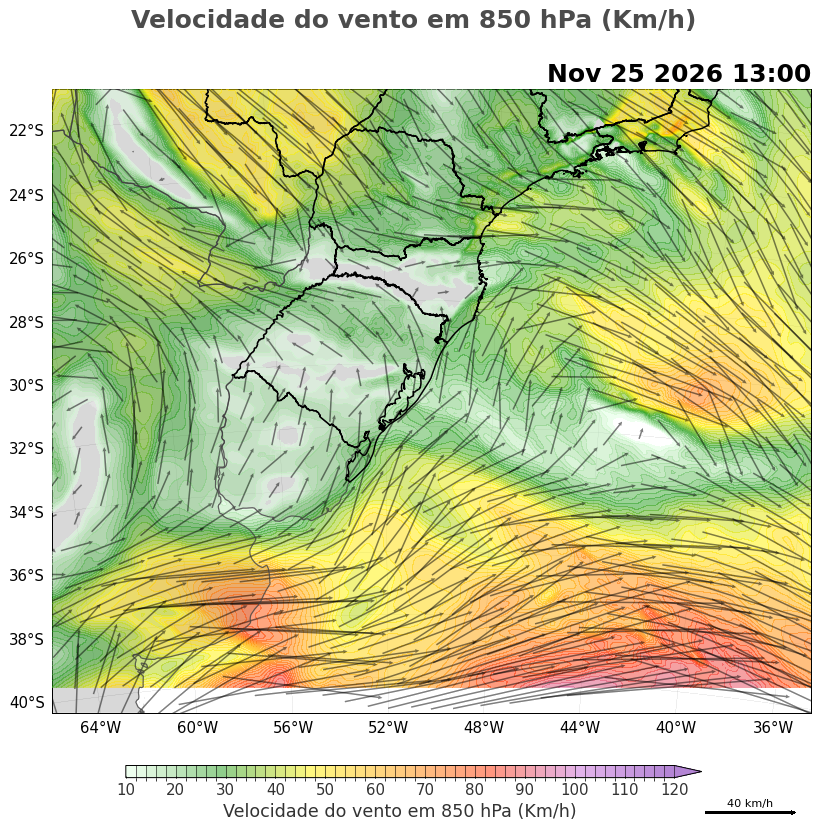 Velocidade do vento em 850 hPa (Km/h)
Nov 25 2026 13:00
22°S
24°S
26°S
28°S
30°S
32°S
34°S
36°S
38°S
40°S
64°W 60°W 56°W 52°W 48°W 44°W 40°W 36°W
10 20 30 40 50 60 70 80 90 100 110 120
Velocidade do vento em 850 hPa (Km/h)
40 km/h